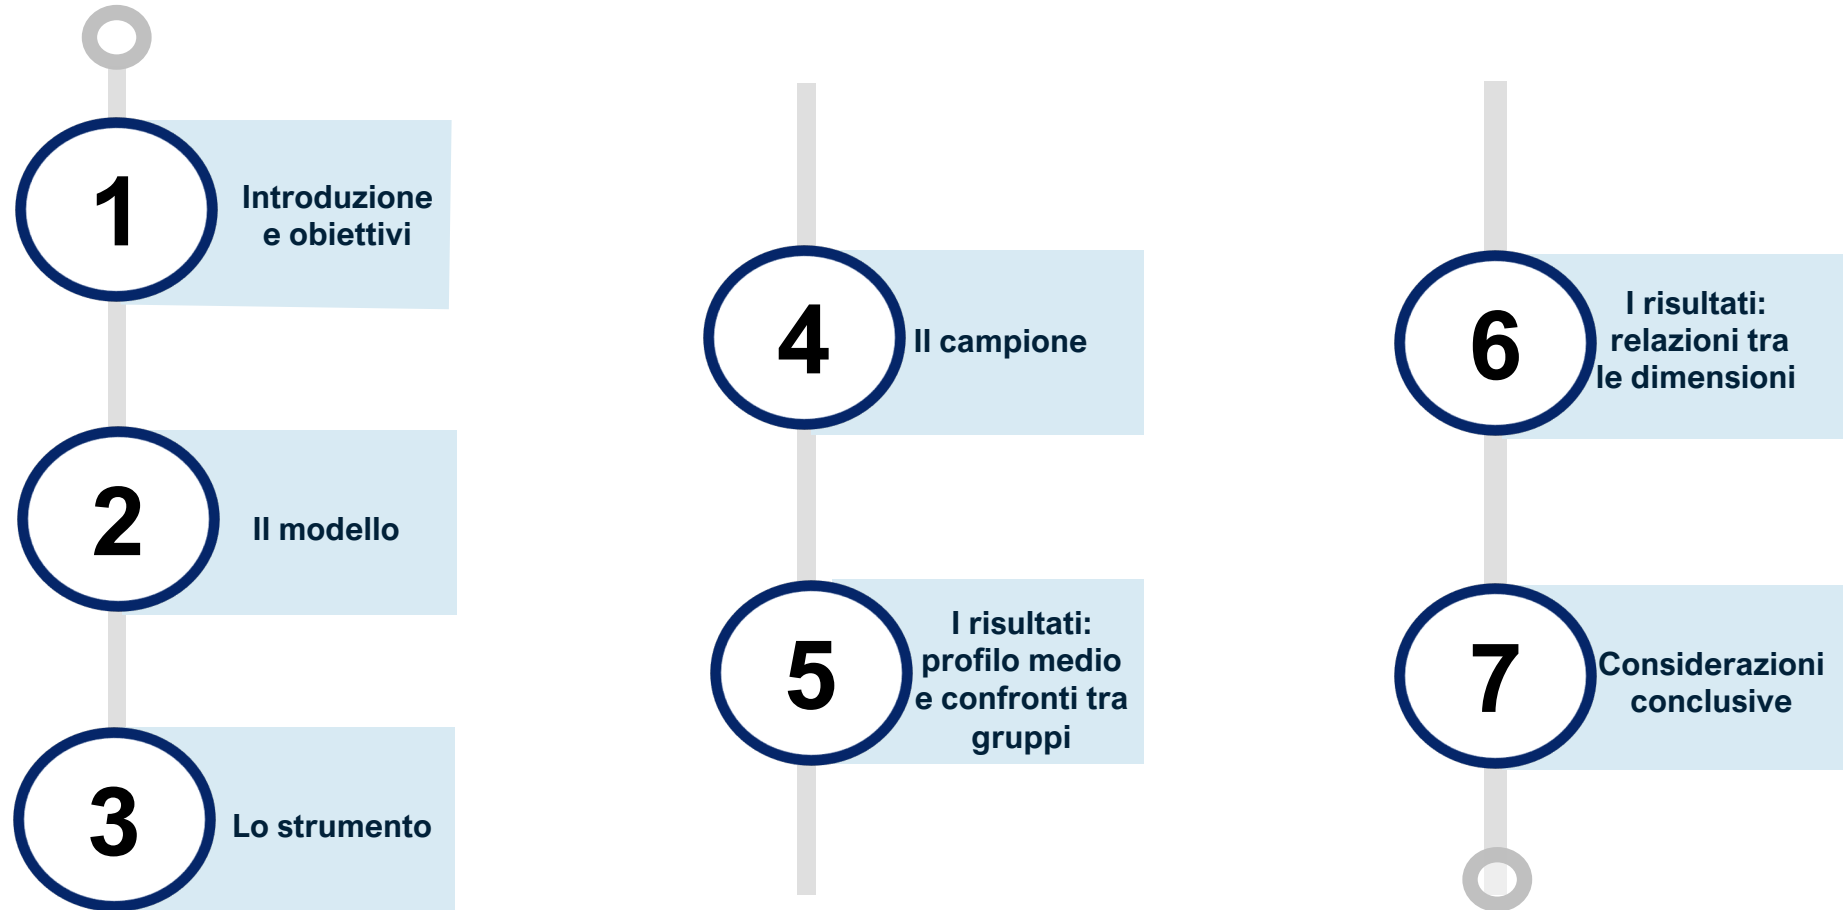 1
Introduzione
e obiettivi
2
Il modello
3
Lo strumento
4
Il campione
5
I risultati:
profilo medio
e confronti tra
gruppi
6
I risultati:
relazioni tra
le dimensioni
7
Considerazioni
conclusive